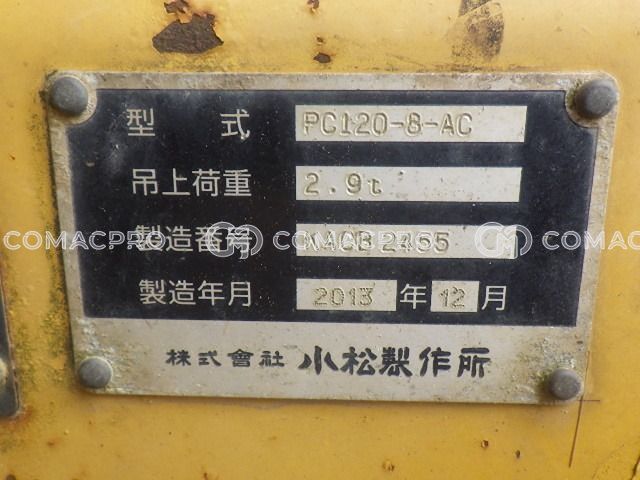 型 式 PC120-8-AC
吊上荷重 2.9t
製造番号
製造年月 2013 年 12 月
株式會社 小松製作所
COMACPRO COMACPRO COMACPRO